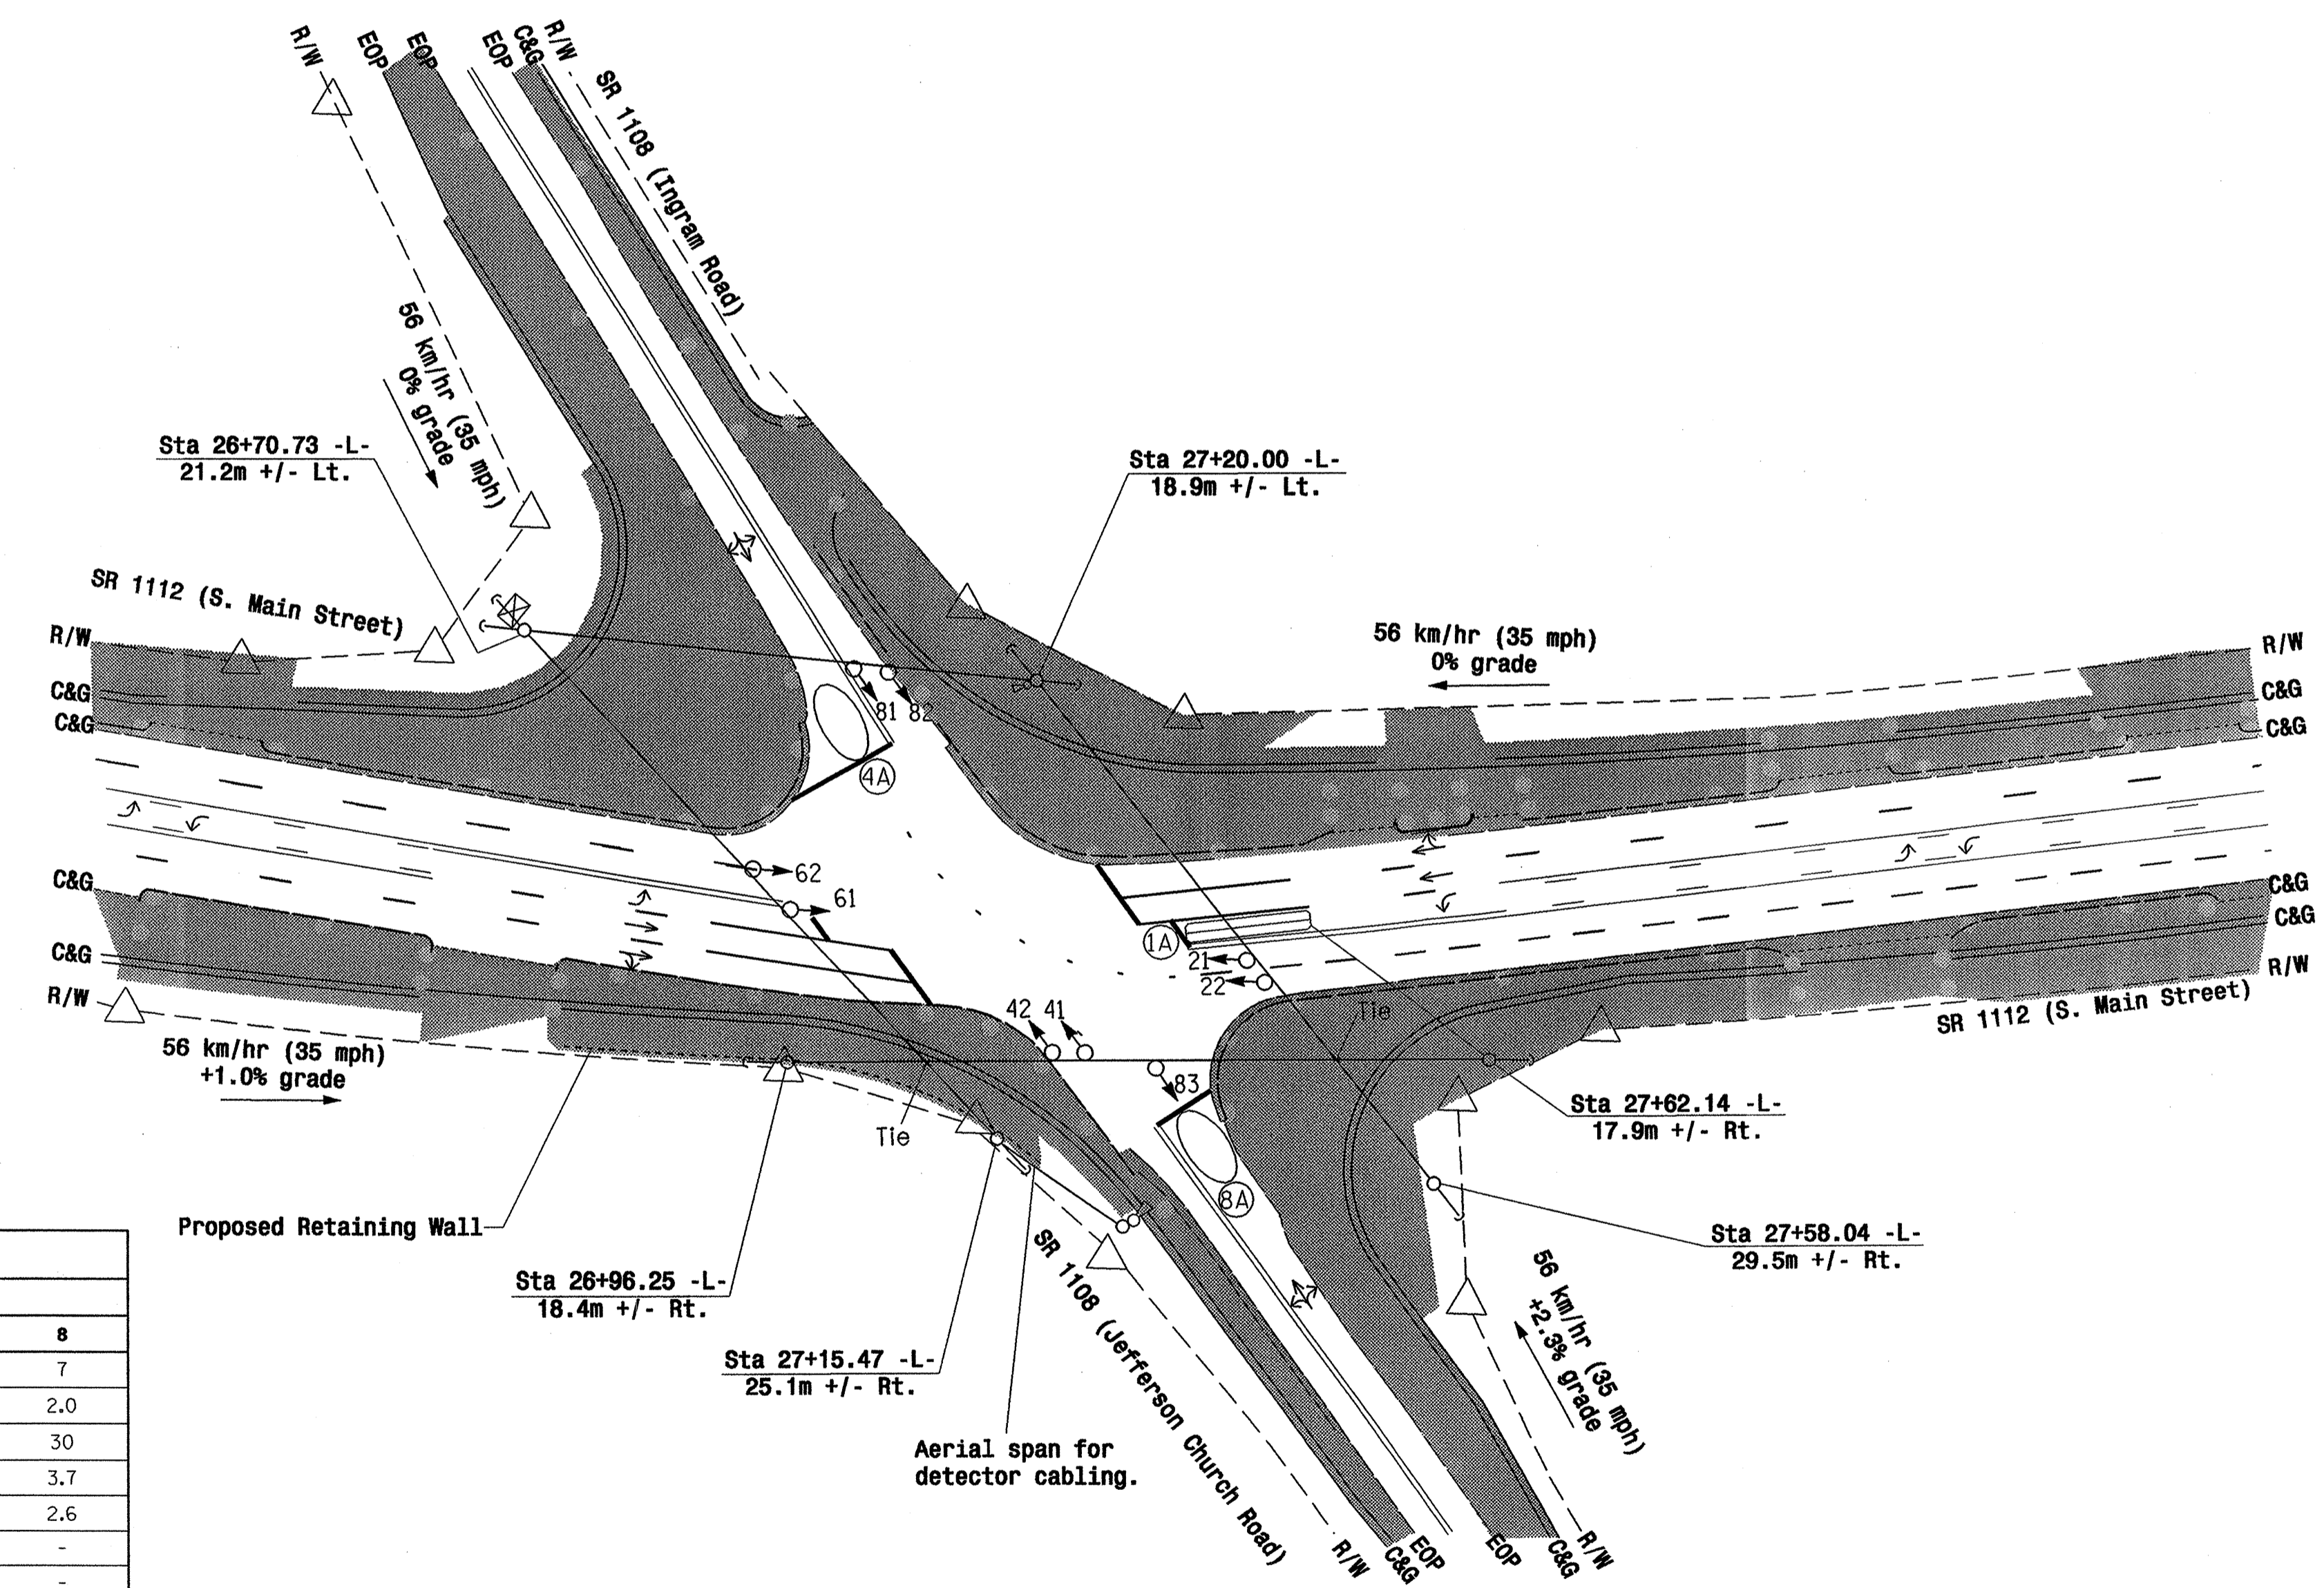 R/W
EOP
EOP
EOP
C&G
R/W
SR 1108 (Ingram Road)
56 km/hr (35 mph)
0% grade
Sta 26+70.73 -L-
21.2m +/- Lt.
Sta 27+20.00 -L-
18.9m +/- Lt.
SR 1112 (S. Main Street)
R/W
C&G
C&G
56 km/hr (35 mph)
0% grade
R/W
C&G
C&G
81
82
4A
62
61
C&G
C&G
R/W
1A
21
22
C&G
C&G
R/W
SR 1112 (S. Main Street)
42
41
Tie
83
56 km/hr (35 mph)
+1.0% grade
Tie
8A
Sta 27+62.14 -L-
17.9m +/- Rt.
Proposed Retaining Wall
Sta 27+58.04 -L-
29.5m +/- Rt.
Sta 26+96.25 -L-
18.4m +/- Rt.
SR 1108 (Jefferson Church Road)
56 km/hr (35 mph)
+2.3% grade
Sta 27+15.47 -L-
25.1m +/- Rt.
Aerial span for
detector cabling.
R/W
C&G
EOP
EOP
C&G
R/W
8
7
2.0
30
3.7
2.6
-
-